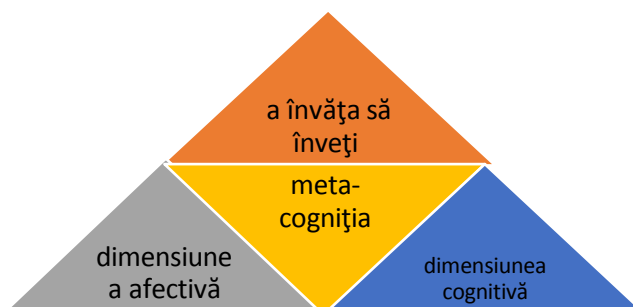 a învăţa să
înveţi
meta-
cogniţia
dimensiune
a afectivă
dimensiunea
cognitivă